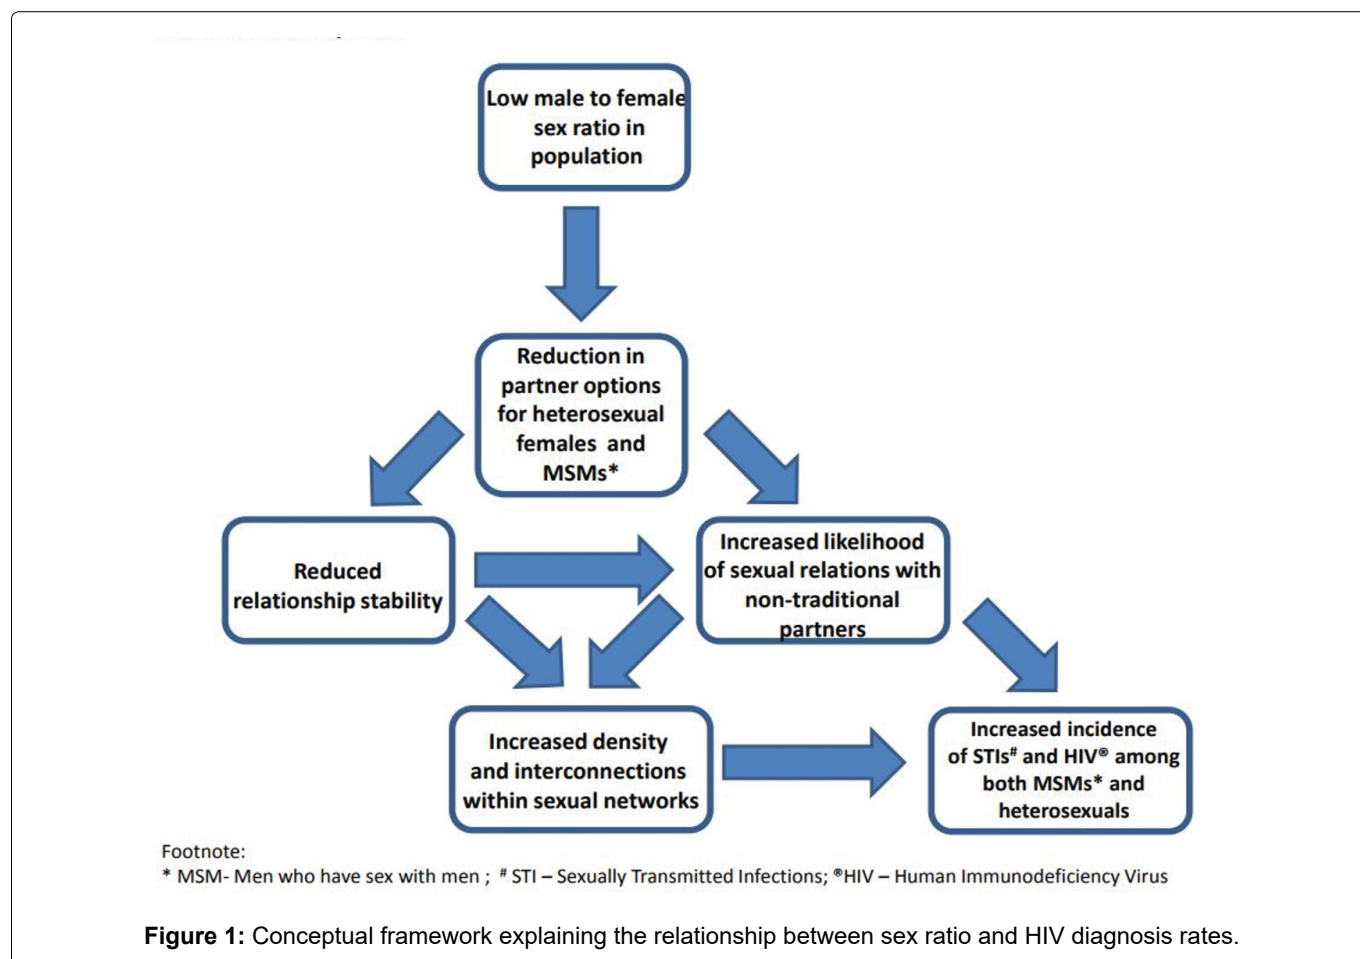 Low male to female
sex ratio in
population
Reduction in
partner options
for heterosexual
females and
MSMs*
Reduced
relationship stability
Increased likelihood
of sexual relations with
non-traditional
partners
Increased density
and interconnections
within sexual networks
Increased incidence
of STIs# and HIV® among
both MSMs* and
heterosexuals
Footnote:
* MSM- Men who have sex with men ; # STI – Sexually Transmitted Infections; ®HIV – Human Immunodeficiency Virus
Figure 1: Conceptual framework explaining the relationship between sex ratio and HIV diagnosis rates.